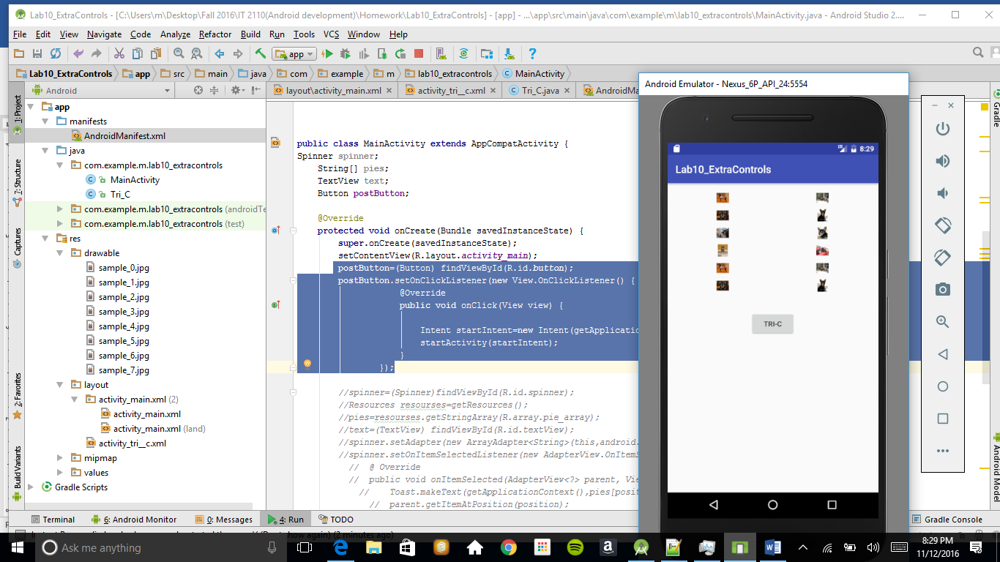 Lab10_ExtraControls - [C:\Users\m\Desktop\Fall 2016\IT 2110(Android development)\Homework\Lab10_ExtraControls] - [app] - ...\app\src\main\java\com\example\m\lab10_extracontrols\MainActivity.java - Android Studio 2....
File Edit View Navigate Code Analyze Refactor Build Run Tools VCS Window Help
app
Lab10_ExtraControls app src main java com example m lab10_extracontrols MainActivity
Android
layout\activity_main.xml activity_tri__c.xml Tri_C.java AndroidMa
1: Project
7: Structure
Captures
2: Favorites
Build Variants
app
manifests
AndroidManifest.xml
java
com.example.m.lab10_extracontrols
MainActivity
Tri_C
com.example.m.lab10_extracontrols (androidTe
com.example.m.lab10_extracontrols (test)
res
drawable
sample_0.jpg
sample_1.jpg
sample_2.jpg
sample_3.jpg
sample_4.jpg
sample_5.jpg
sample_6.jpg
sample_7.jpg
layout
activity_main.xml (2)
activity_main.xml
activity_main.xml (land)
activity_tri__c.xml
mipmap
values
Gradle Scripts
public class MainActivity extends AppCompatActivity {
Spinner spinner;
String[] pies;
TextView text;
Button postButton;
@Override
protected void onCreate(Bundle savedInstanceState) {
super.onCreate(savedInstanceState);
setContentView(R.layout.activity_main);
postButton=(Button) findViewById(R.id.button);
postButton.setOnClickListener(new View.OnClickListener() {
@Override
public void onClick(View view) {
Intent startIntent=new Intent(getApplicatio
startActivity(startIntent);
}
});
//spinner=(Spinner)findViewById(R.id.spinner);
//Resources resourses=getResources();
//pies=resourses.getStringArray(R.array.pie_array);
//text=(TextView) findViewById(R.id.textView);
//spinner.setAdapter(new ArrayAdapter<String>(this,android.
//spinner.setOnItemSelectedListener(new AdapterView.OnItemS
// @ Override
// public void onItemSelected(AdapterView<?> parent, Vie
// Toast.makeText(getApplicationContext(),pies[posit
// parent.getItemAtPosition(position);
Android Emulator - Nexus_6P_API_24:5554
8:29
Lab10_ExtraControls
TRI-C
Gradle
Android Model
Terminal 6: Android Monitor 0: Messages 4: Run TODO
Gradle Console
show again) (2 minutes ago)
Ask me anything
8:29 PM
11/12/2016